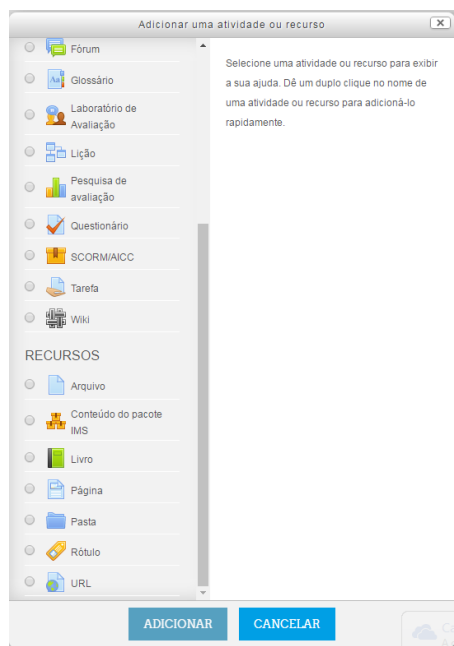 Adicionar uma atividade ou recurso
Fórum
Glossário
Laboratório de
Avaliação
Lição
Pesquisa de
avaliação
Questionário
SCORM/AICC
Tarefa
Wiki
RECURSOS
Arquivo
Conteúdo do pacote
IMS
Livro
Página
Pasta
Rótulo
URL
Selecione uma atividade ou recurso para exibir
a sua ajuda. Dê um duplo clique no nome de
uma atividade ou recurso para adicioná-lo
rapidamente.
ADICIONAR
CANCELAR